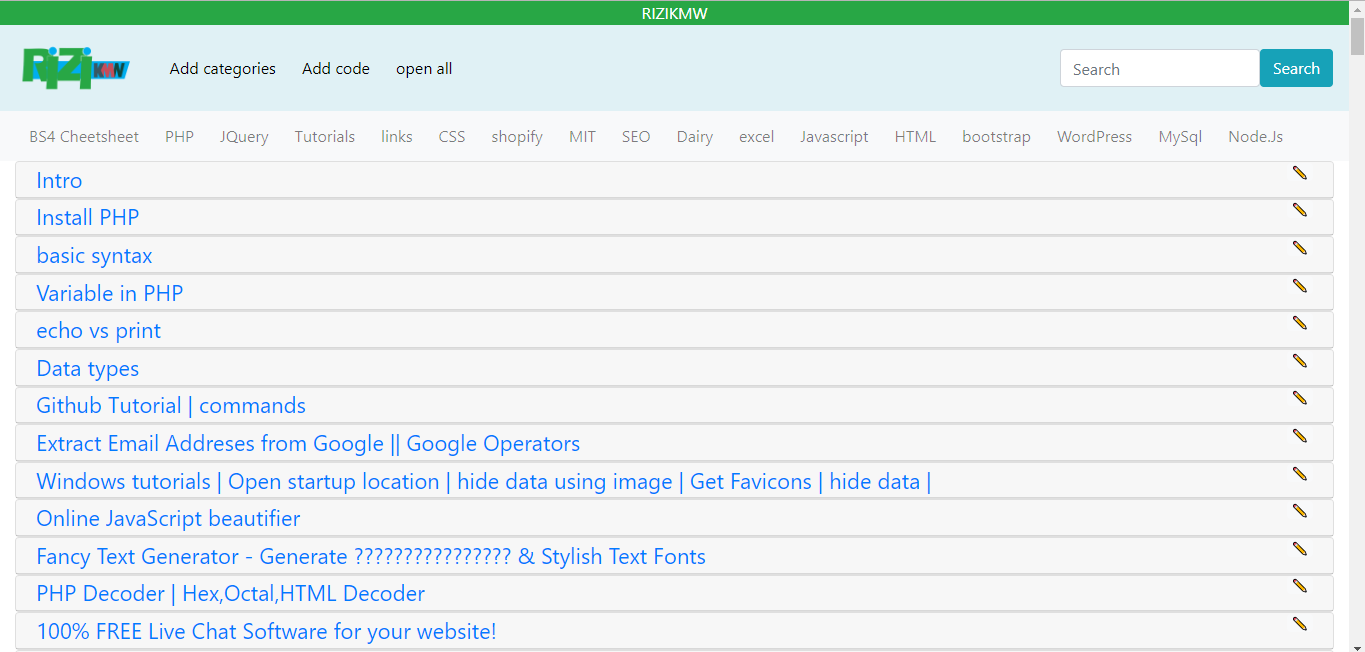 RIZIKMW
RiZi KMW
Add categories Add code open all Search Search
BS4 Cheetsheet PHP JQuery Tutorials links CSS shopify MIT SEO Dairy excel Javascript HTML bootstrap WordPress MySql Node.Js
Intro
Install PHP
basic syntax
Variable in PHP
echo vs print
Data types
Github Tutorial | commands
Extract Email Addreses from Google || Google Operators
Windows tutorials | Open startup location | hide data using image | Get Favicons | hide data |
Online JavaScript beautifier
Fancy Text Generator - Generate ???????????????? & Stylish Text Fonts
PHP Decoder | Hex,Octal,HTML Decoder
100% FREE Live Chat Software for your website!